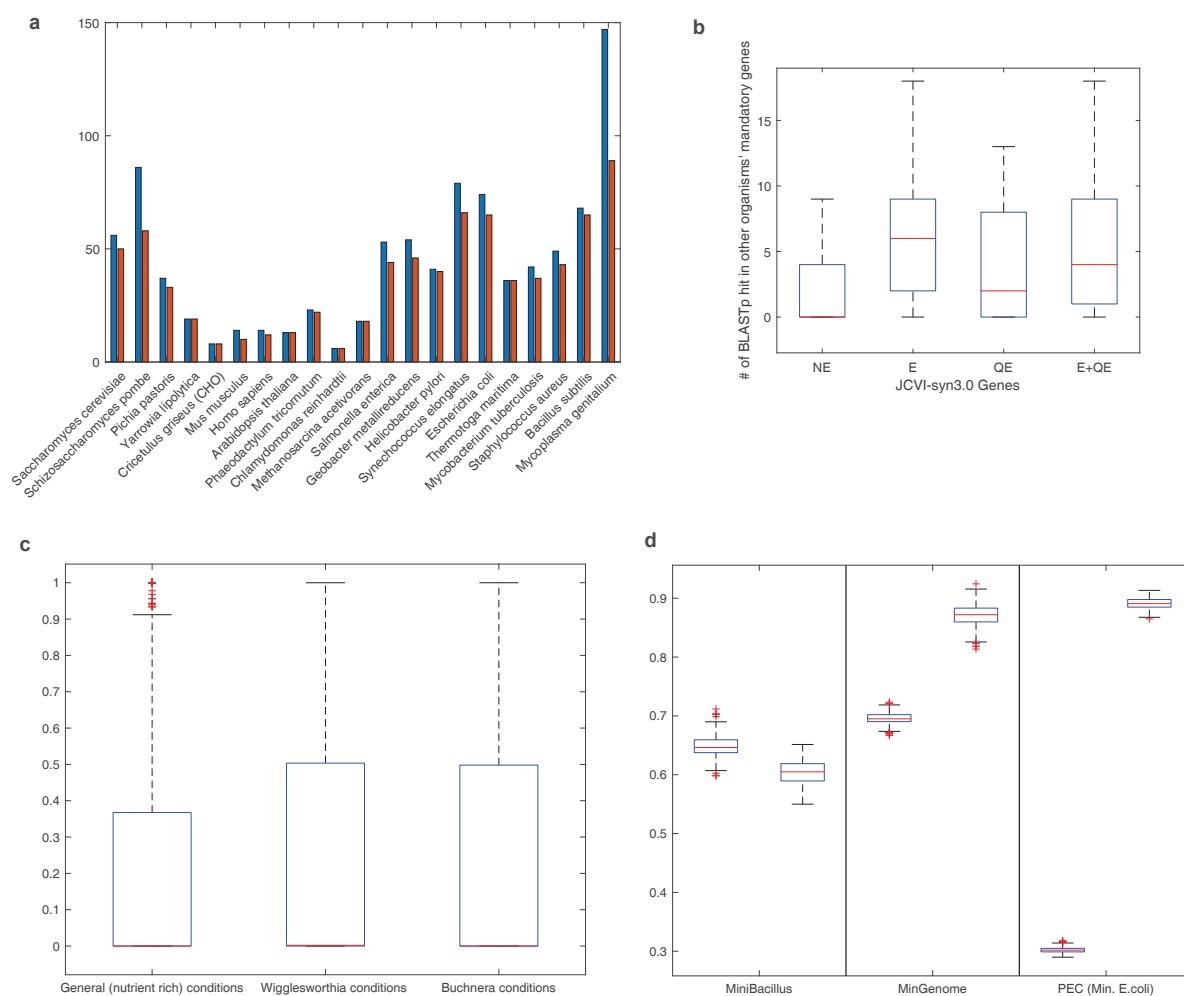 a
150
100
50
0
Saccharomyces cerevisiae
Schizosaccharomyces pombe
Pichia pastoris
Yarrowia lipolytica
Cricetulus griseus (CHO)
Mus musculus
Homo sapiens
Arabidopsis thaliana
Phaeodactylum tricornutum
Chlamydomonas reinhardtii
Methanosarcina acetivorans
Salmonella enterica
Geobacter metallireducens
Helicobacter pylori
Synechococcus elongatus
Escherichia coli
Thermotoga maritima
Mycobacterium tuberculosis
Staphylococcus aureus
Bacillus subtilis
Mycoplasma genitalium
b
# of BLASTp hit in other organisms' mandatory genes
15
10
5
0
NE E QE E+QE
JCVI-syn3.0 Genes
c
1
0.9
0.8
0.7
0.6
0.5
0.4
0.3
0.2
0.1
0
General (nutrient rich) conditions Wigglesworthia conditions Buchnera conditions
d
0.9
0.8
0.7
0.6
0.5
0.4
0.3
MiniBacillus MinGenome PEC (Min. E.coli)